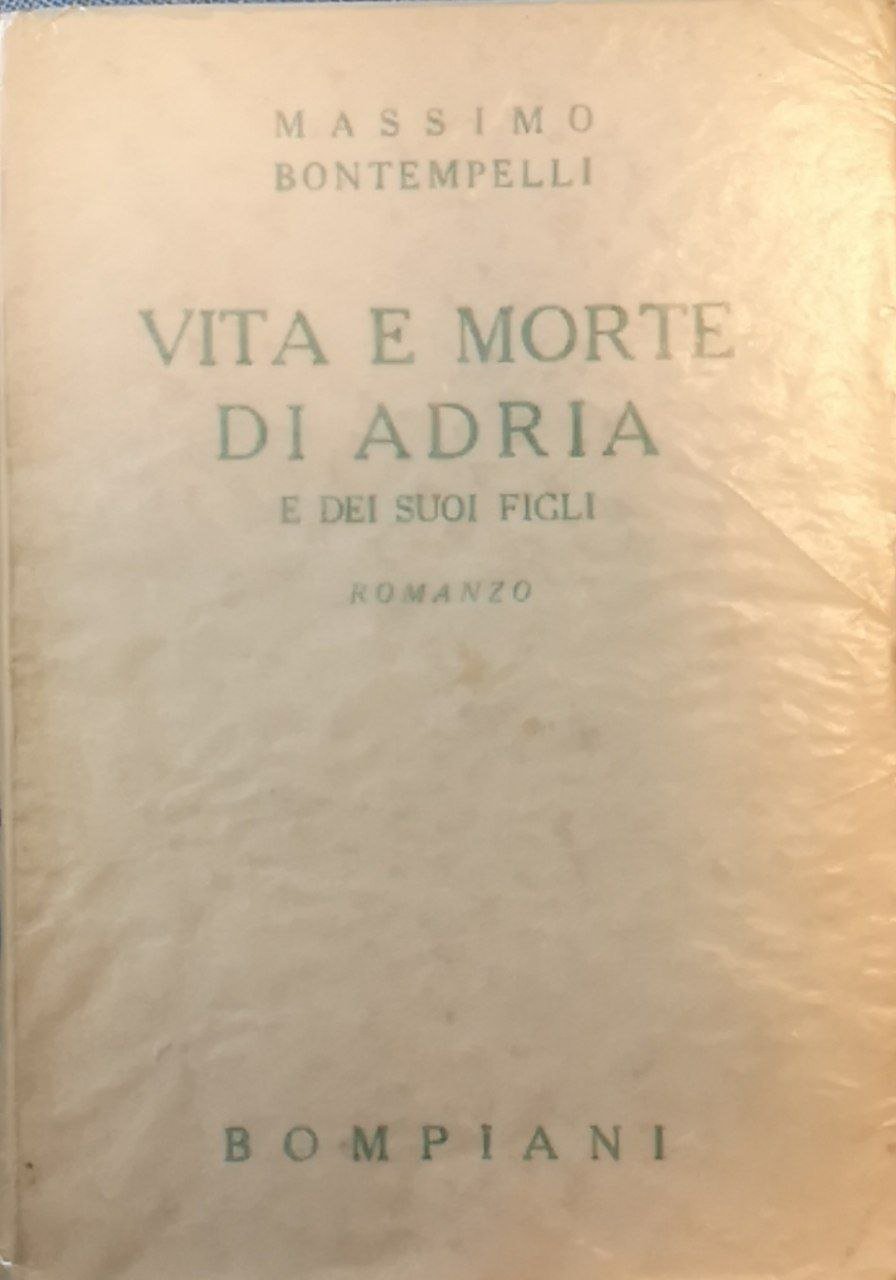 MASSIMO
BONTEMPELLI
VITA E MORTE
DI ADRIA
E DEI SUOI FIGLI
ROMANZO
BOMPIANI